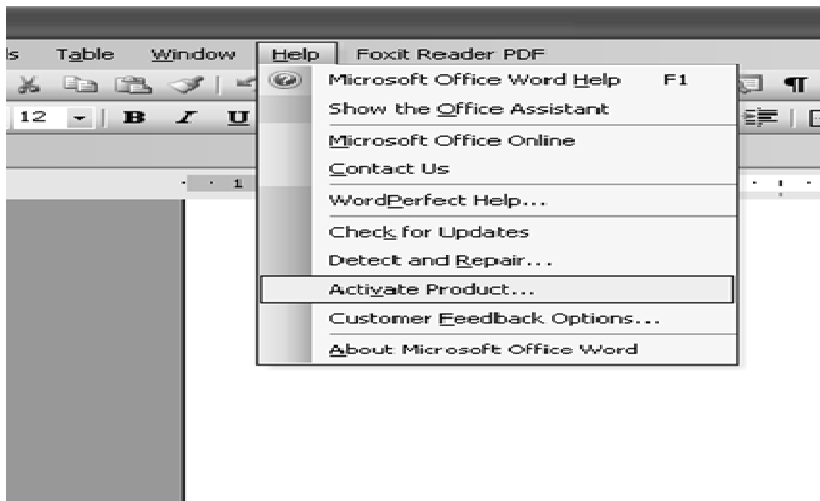 ls Table Window Help Foxit Reader PDF
Microsoft Office Word Help F1
12 B I U
Show the Office Assistant
Microsoft Office Online
Contact Us
1
WordPerfect Help...
Check for Updates
Detect and Repair...
Activate Product...
Customer Feedback Options...
About Microsoft Office Word